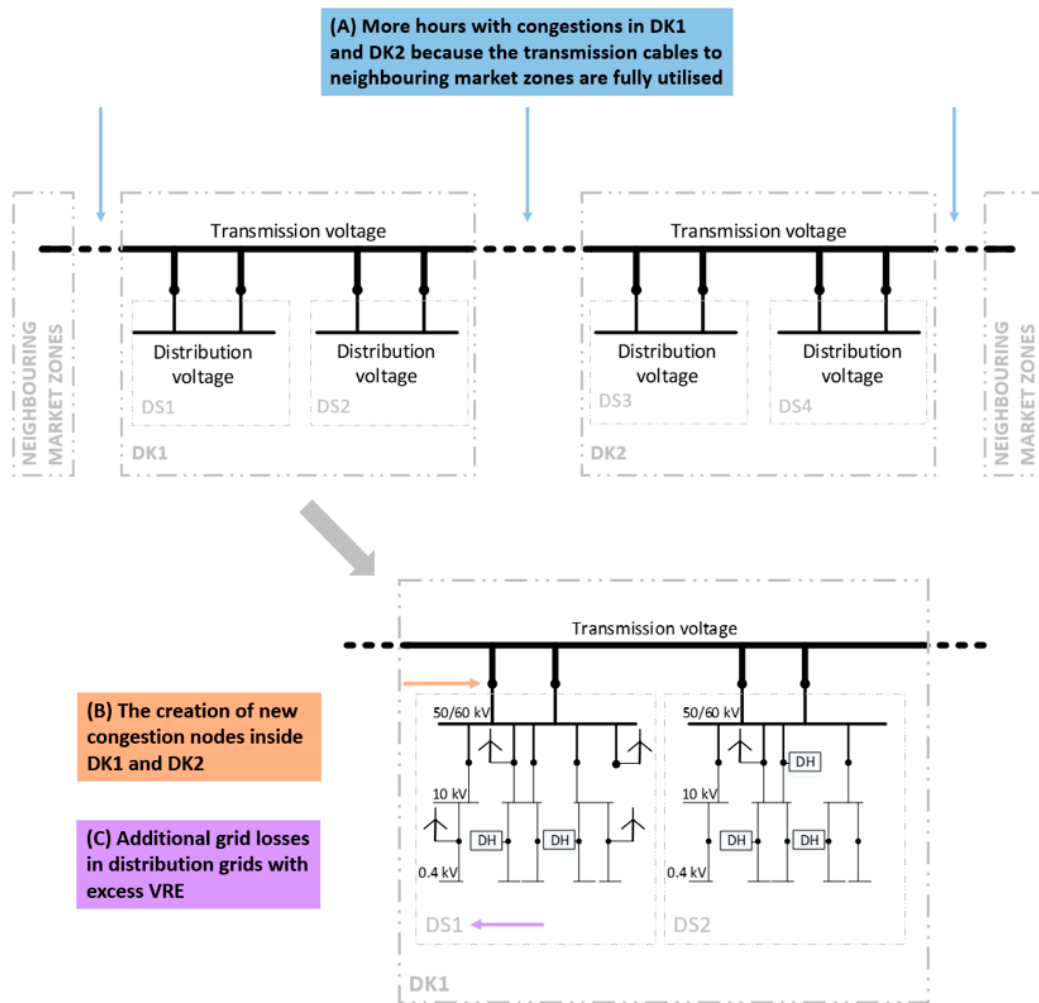 (A) More hours with congestions in DK1
and DK2 because the transmission cables to
neighbouring market zones are fully utilised
NEIGHBOURING
MARKET ZONES
Transmission voltage
Distribution
voltage
DS1
Distribution
voltage
DS2
DK1
Transmission voltage
Distribution
voltage
DS3
Distribution
voltage
DS4
DK2
NEIGHBOURING
MARKET ZONES
Transmission voltage
(B) The creation of new
congestion nodes inside
DK1 and DK2
(C) Additional grid losses
in distribution grids with
excess VRE
50/60 kV
10 kV
DH
DH
0.4 kV
DS1
50/60 kV
DH
10 kV
DH
DH
0.4 kV
DS2
DK1